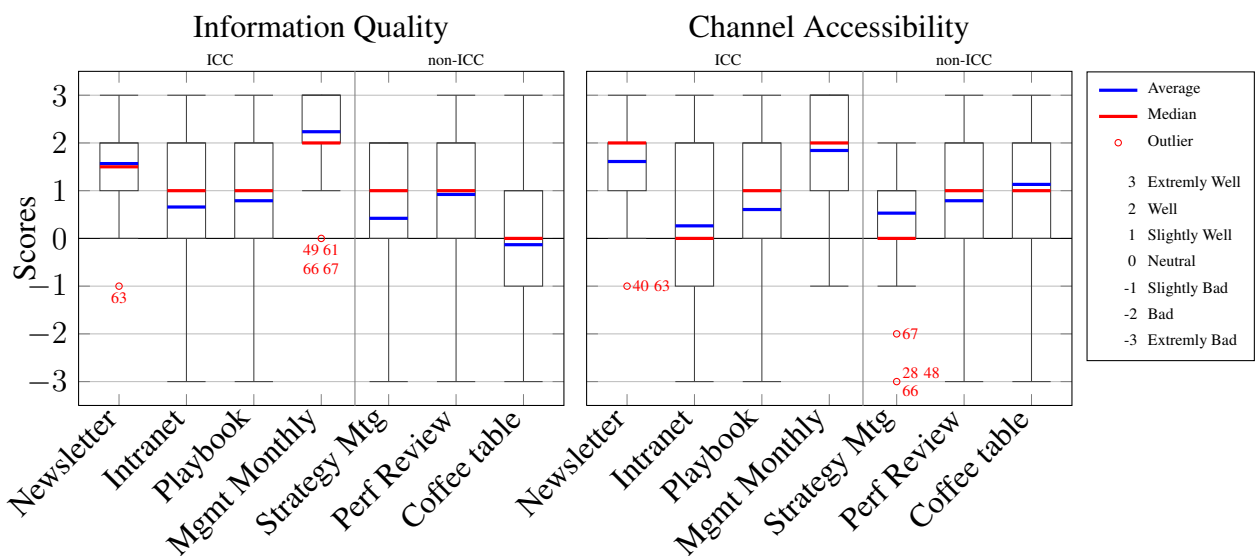 Information Quality
Channel Accessibility
ICC
non-ICC
ICC
non-ICC
Scores
3
2
1
0
−1
−2
−3
63
49 61
66 67
40 63
67
28 48
66
Newsletter
Intranet
Playbook
Mgmt Monthly
Strategy Mtg
Perf Review
Coffee table
Newsletter
Intranet
Playbook
Mgmt Monthly
Strategy Mtg
Perf Review
Coffee table
Average
Median
Outlier
3 Extremly Well
2 Well
1 Slightly Well
0 Neutral
-1 Slightly Bad
-2 Bad
-3 Extremly Bad